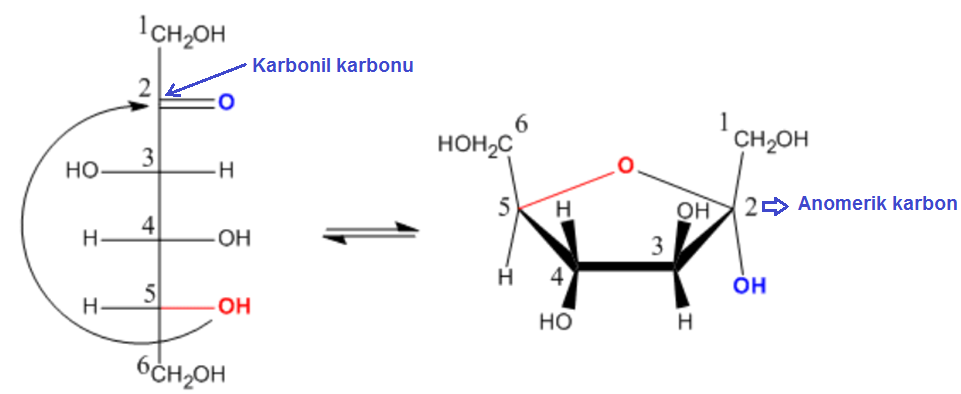 1CH2OH
Karbonil karbonu
2
O
HO 3 H
H 4 OH
H 5 OH
6CH2OH
6
HOH2C
1
CH2OH
O
5 H OH 2 Anomerik karbon
3
H 4
OH
HO H